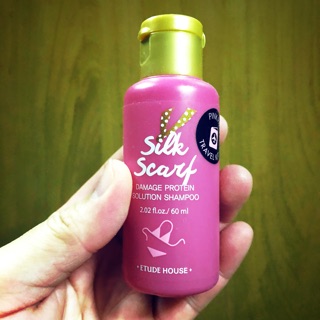 Silk
Scarf
DAMAGE PROTEIN
SOLUTION SHAMPOO
2.02 fl.oz./ 60 ml
• ETUDE HOUSE •
PINK
TRAVEL